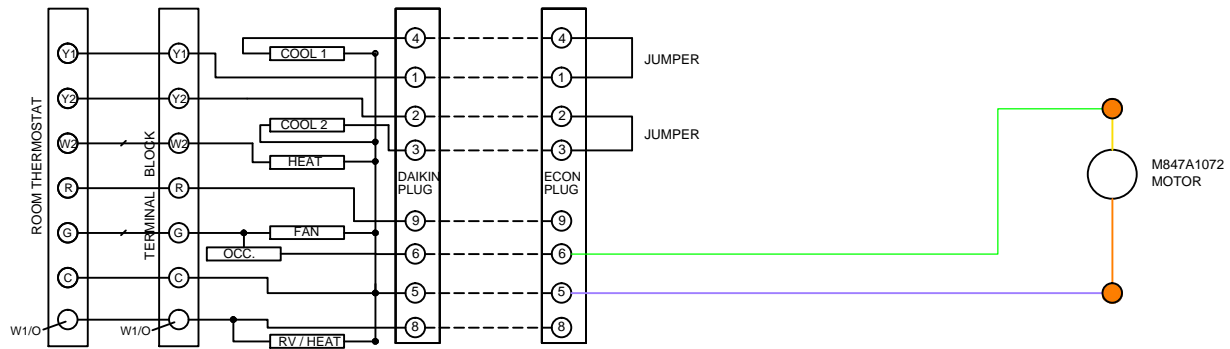 ROOM THERMOSTAT
Y1
Y2
W2
R
G
C
W1/O
TERMINAL BLOCK
Y1
Y2
W2
R
G
C
W1/O
COOL 1
COOL 2
HEAT
FAN
OCC.
RV / HEAT
4
1
2
3
DAIKIN
PLUG
9
6
5
8
4
1
2
3
ECON
PLUG
9
6
5
8
JUMPER
JUMPER
M847A1072
MOTOR